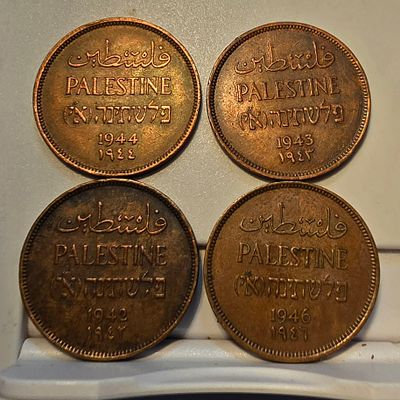 فلسطين
PALESTINE
פלשתינה (א״י)
1944
١٩٤٤
فلسطين
PALESTINE
פלשתינה (א״י)
1943
١٩٤٣
فلسطين
PALESTINE
פלשתינה (א״י)
1942
١٩٤٢
فلسطين
PALESTINE
פלשתינה (א״י)
1946
١٩٤٦